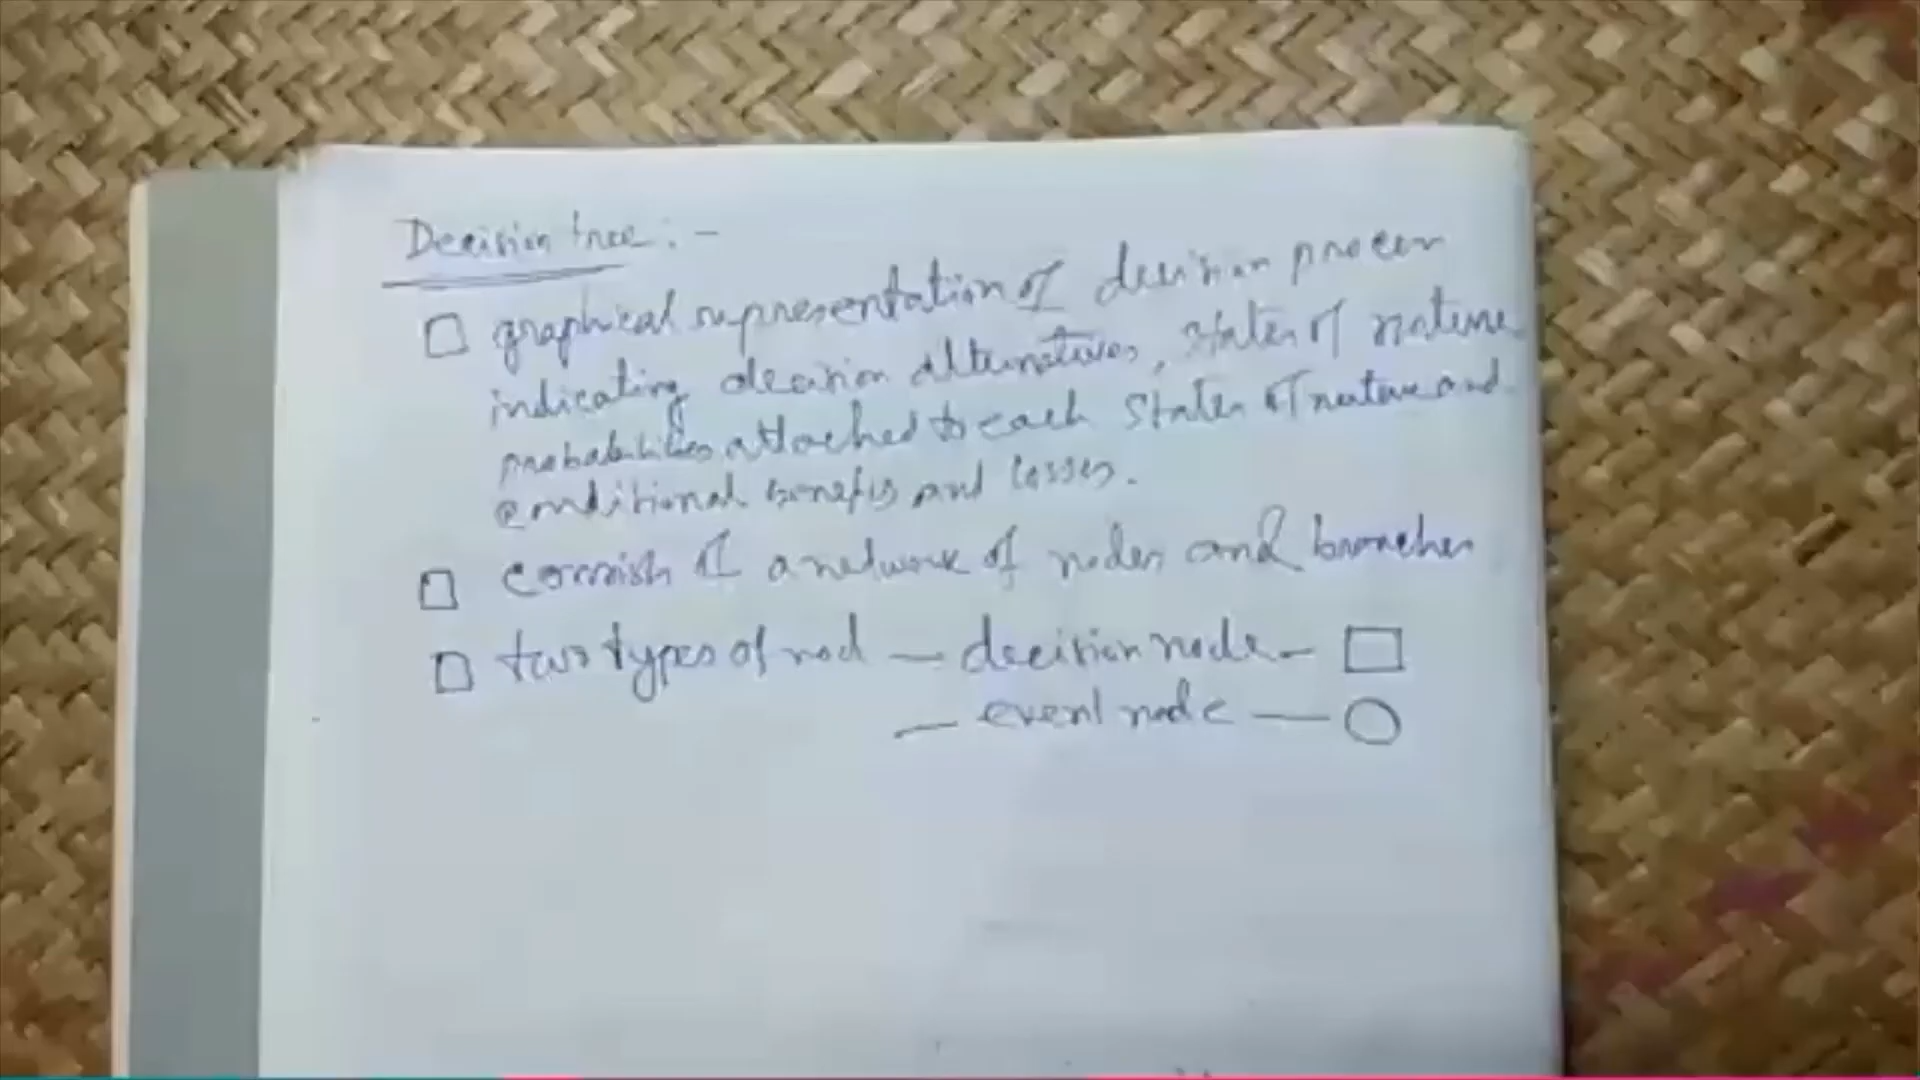 Decision tree : -
□ graphical representation of decision process
indicating decision alternatives, states of nature
probabilities attached to each states of nature and
conditional benefits and losses.
□ consists of a network of nodes and branches
□ two types of nod — decision node - □
— event node — ○